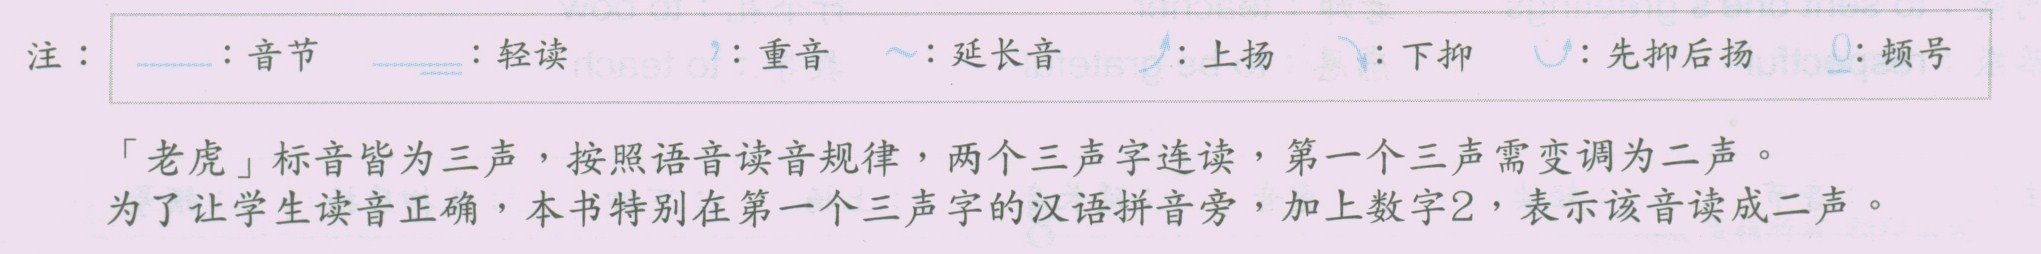 注： ：音节 ：轻读 ：重音 ～：延长音 ：上扬 ：下抑 ：先抑后扬 ：顿号
「老虎」标音皆为三声，按照语音读音规律，两个三声字连读，第一个三声需变调为二声。
为了让学生读音正确，本书特别在第一个三声字的汉语拼音旁，加上数字2，表示该音读成二声。